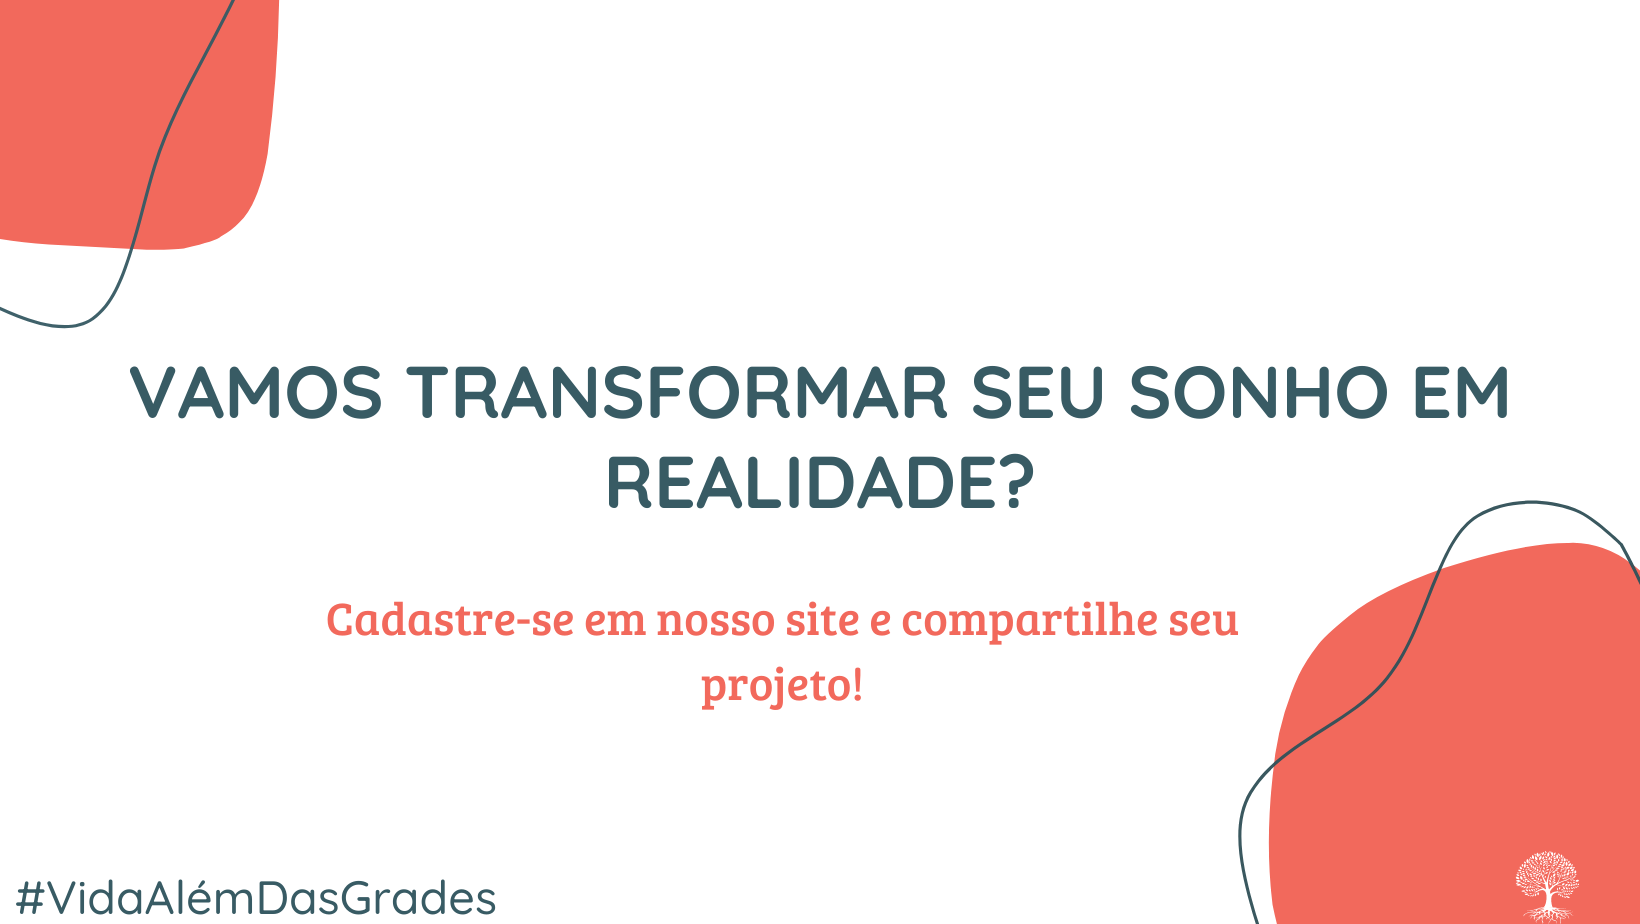 VAMOS TRANSFORMAR SEU SONHO EM
REALIDADE?
Cadastre-se em nosso site e compartilhe seu
projeto!
#VidaAlémDasGrades